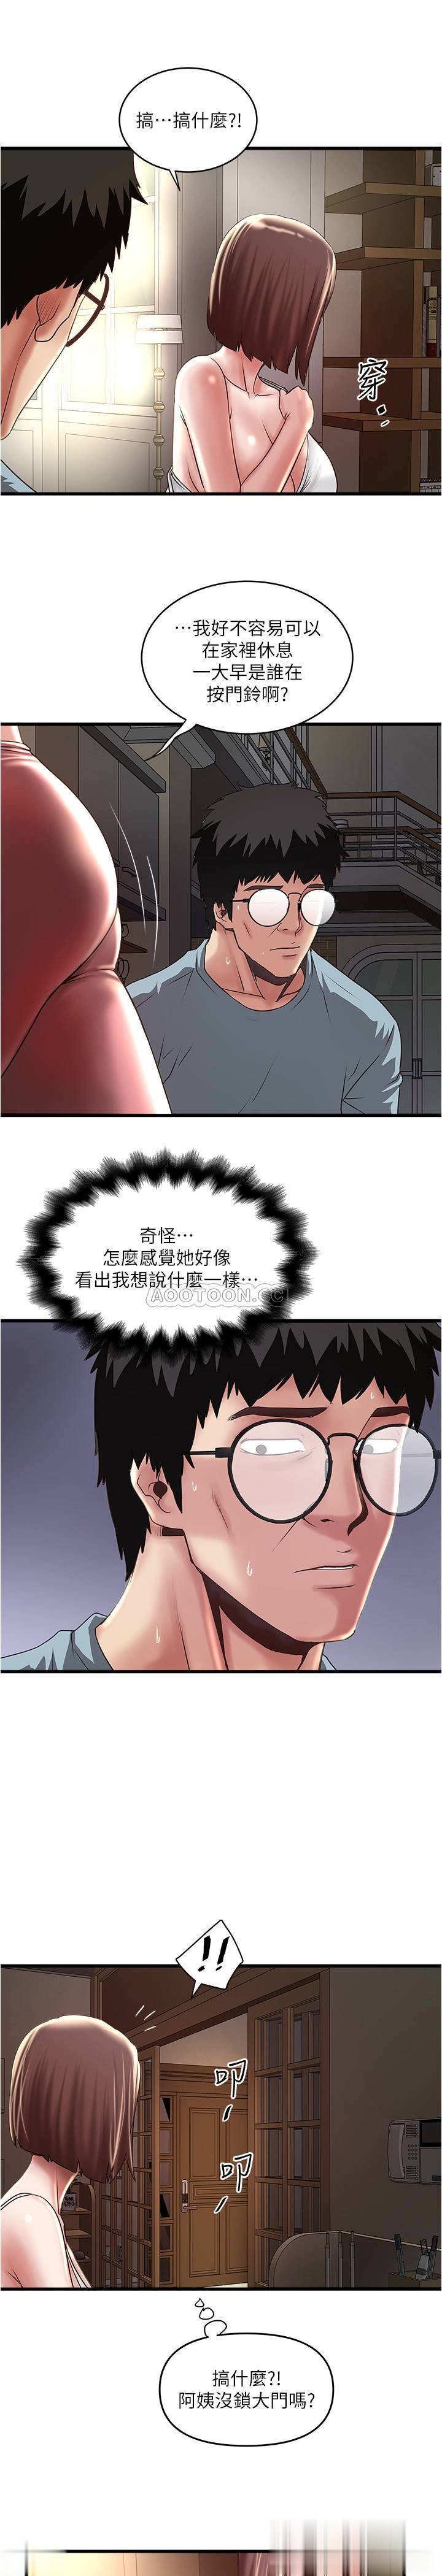 搞⋯搞什麼?!
穿
⋯我好不容易可以
在家裡休息
一大早是誰在
按門鈴啊?
奇怪⋯
怎麼感覺她好像
看出我想說什麼一樣⋯
AOOTOON.CC
!!
叩
叩
搞什麼?!
阿姨沒鎖大門嗎?